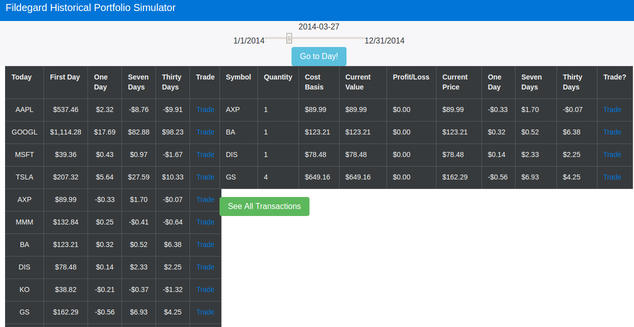 Fildegard Historical Portfolio Simulator
2014-03-27
1/1/2014 12/31/2014
Go to Day!
Today First Day One Day Seven Days Thirty Days Trade
AAPL $537.46 $2.32 -$8.76 -$9.91 Trade
GOOGL $1,114.28 $17.69 $82.88 $98.23 Trade
MSFT $39.36 $0.43 $0.97 -$1.67 Trade
TSLA $207.32 $5.64 $27.59 $10.33 Trade
AXP $89.99 -$0.33 $1.70 -$0.07 Trade
MMM $132.84 $0.25 -$0.41 -$0.64 Trade
BA $123.21 $0.32 $0.52 $6.38 Trade
DIS $78.48 $0.14 $2.33 $2.25 Trade
KO $38.82 -$0.21 -$0.37 -$1.32 Trade
GS $162.29 -$0.56 $6.93 $4.25 Trade
Symbol Quantity Cost Basis Current Value Profit/Loss Current Price One Day Seven Days Thirty Days Trade?
AXP 1 $89.99 $89.99 $0.00 $89.99 -$0.33 $1.70 -$0.07 Trade
BA 1 $123.21 $123.21 $0.00 $123.21 $0.32 $0.52 $6.38 Trade
DIS 1 $78.48 $78.48 $0.00 $78.48 $0.14 $2.33 $2.25 Trade
GS 4 $649.16 $649.16 $0.00 $162.29 -$0.56 $6.93 $4.25 Trade
See All Transactions